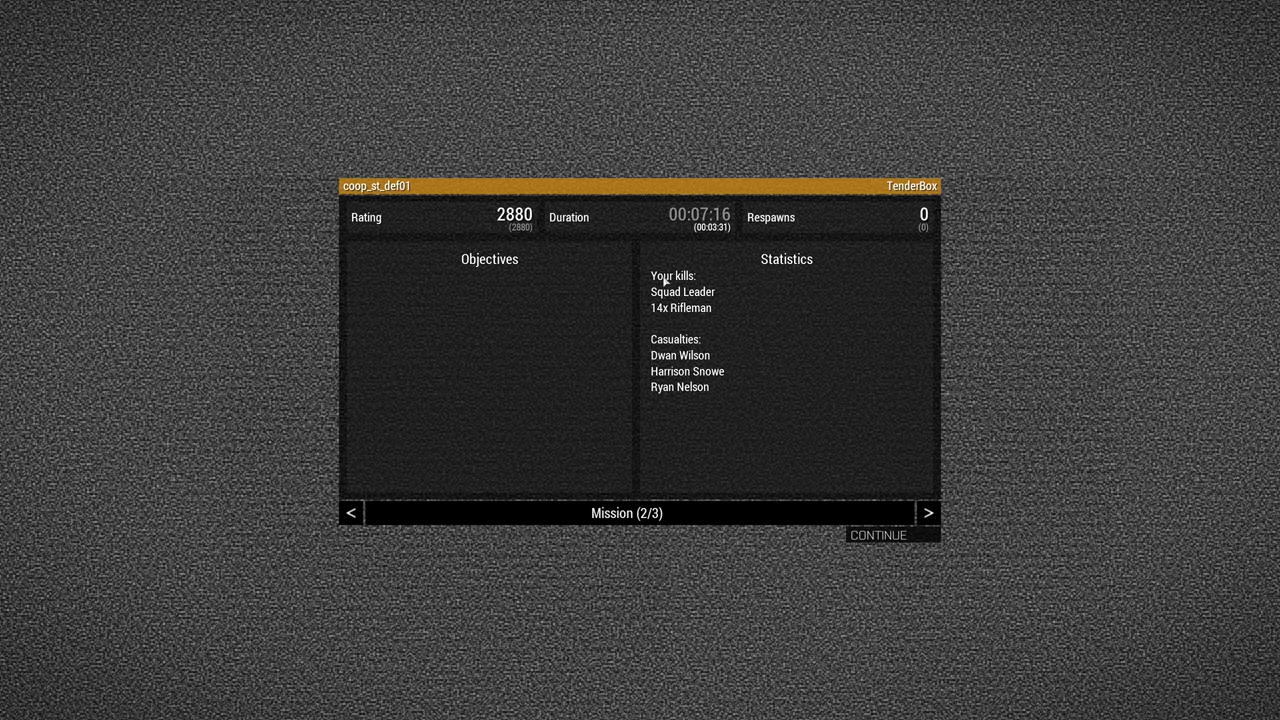 coop_st_def01 TenderBox
Rating 2880 Duration 00:07:16 Respawns 0
(2880) (00:03:31) (0)
Objectives Statistics
Your kills:
Squad Leader
14x Rifleman
Casualties:
Dwan Wilson
Harrison Snowe
Ryan Nelson
< Mission (2/3) >
CONTINUE